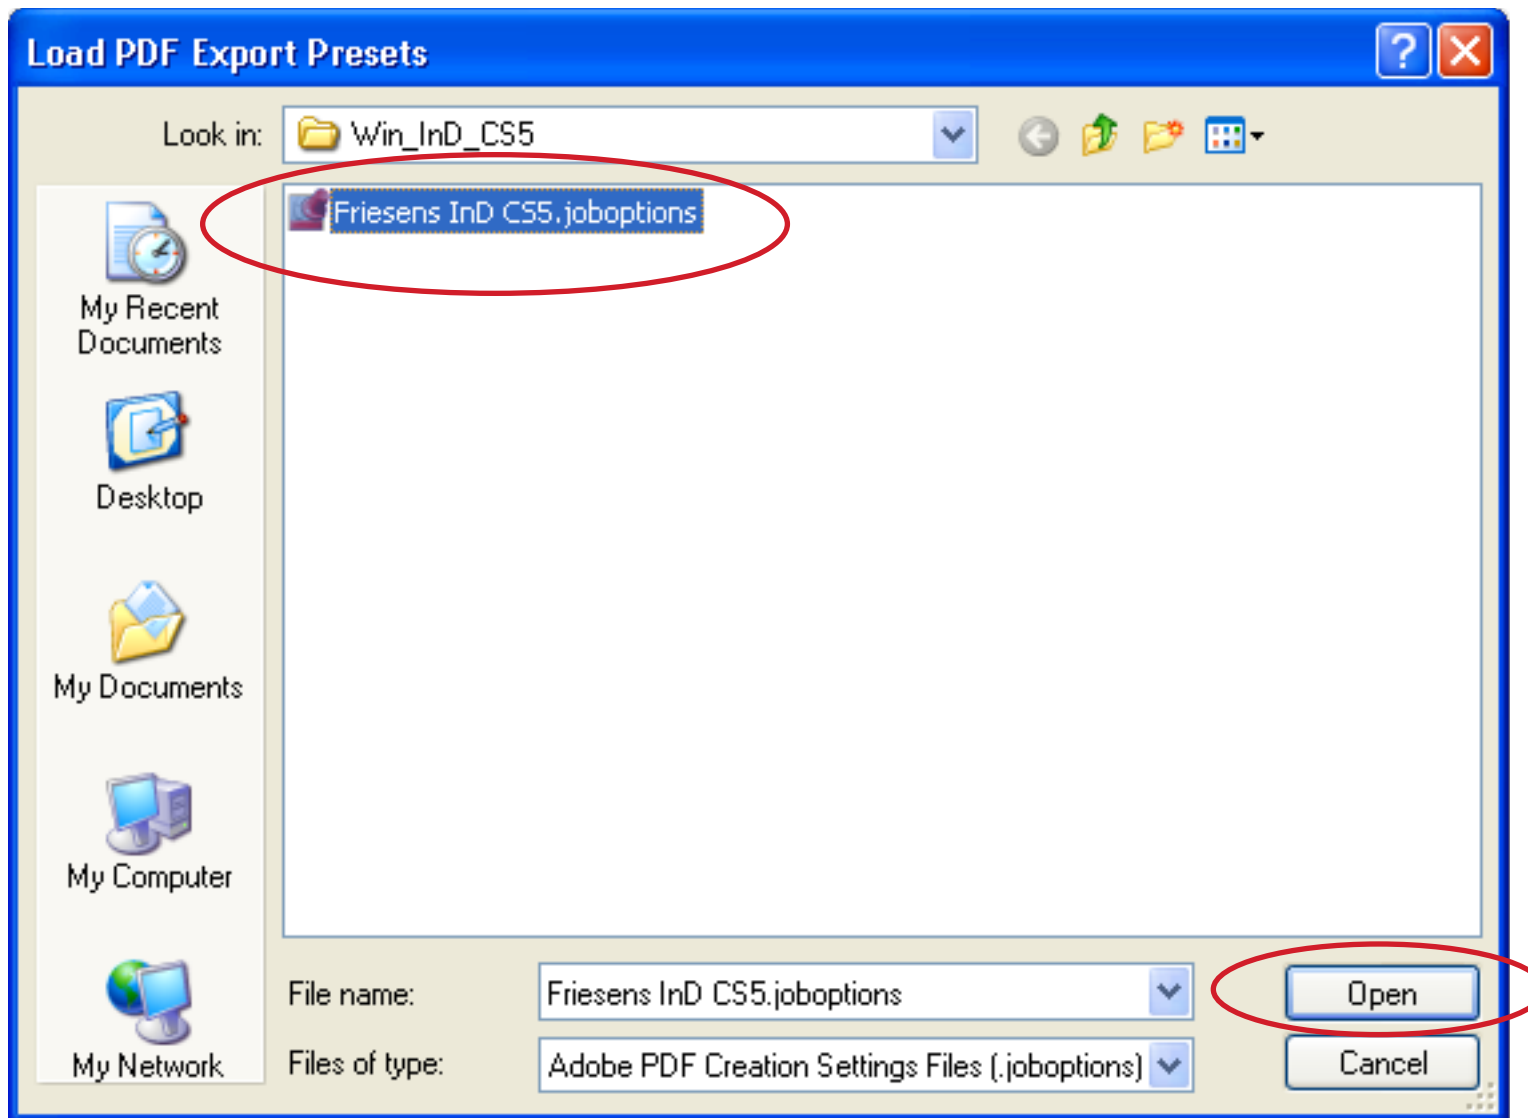 Load PDF Export Presets
?
Look in:
Win_InD_CS5
Friesens InD CS5.joboptions
My Recent
Documents
Desktop
My Documents
My Computer
My Network
File name:
Friesens InD CS5.joboptions
Open
Files of type:
Adobe PDF Creation Settings Files (.joboptions)
Cancel